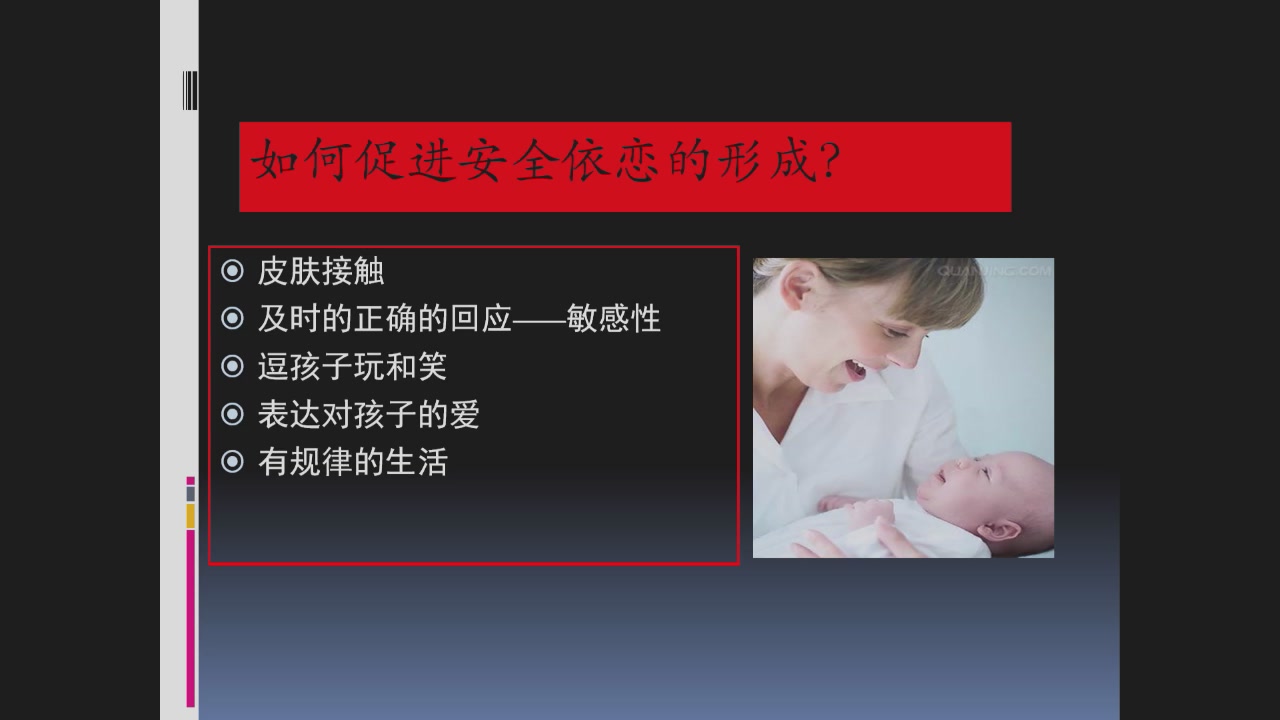 如何促进安全依恋的形成?
皮肤接触
及时的正确的回应——敏感性
逗孩子玩和笑
表达对孩子的爱
有规律的生活
QUANJING.COM